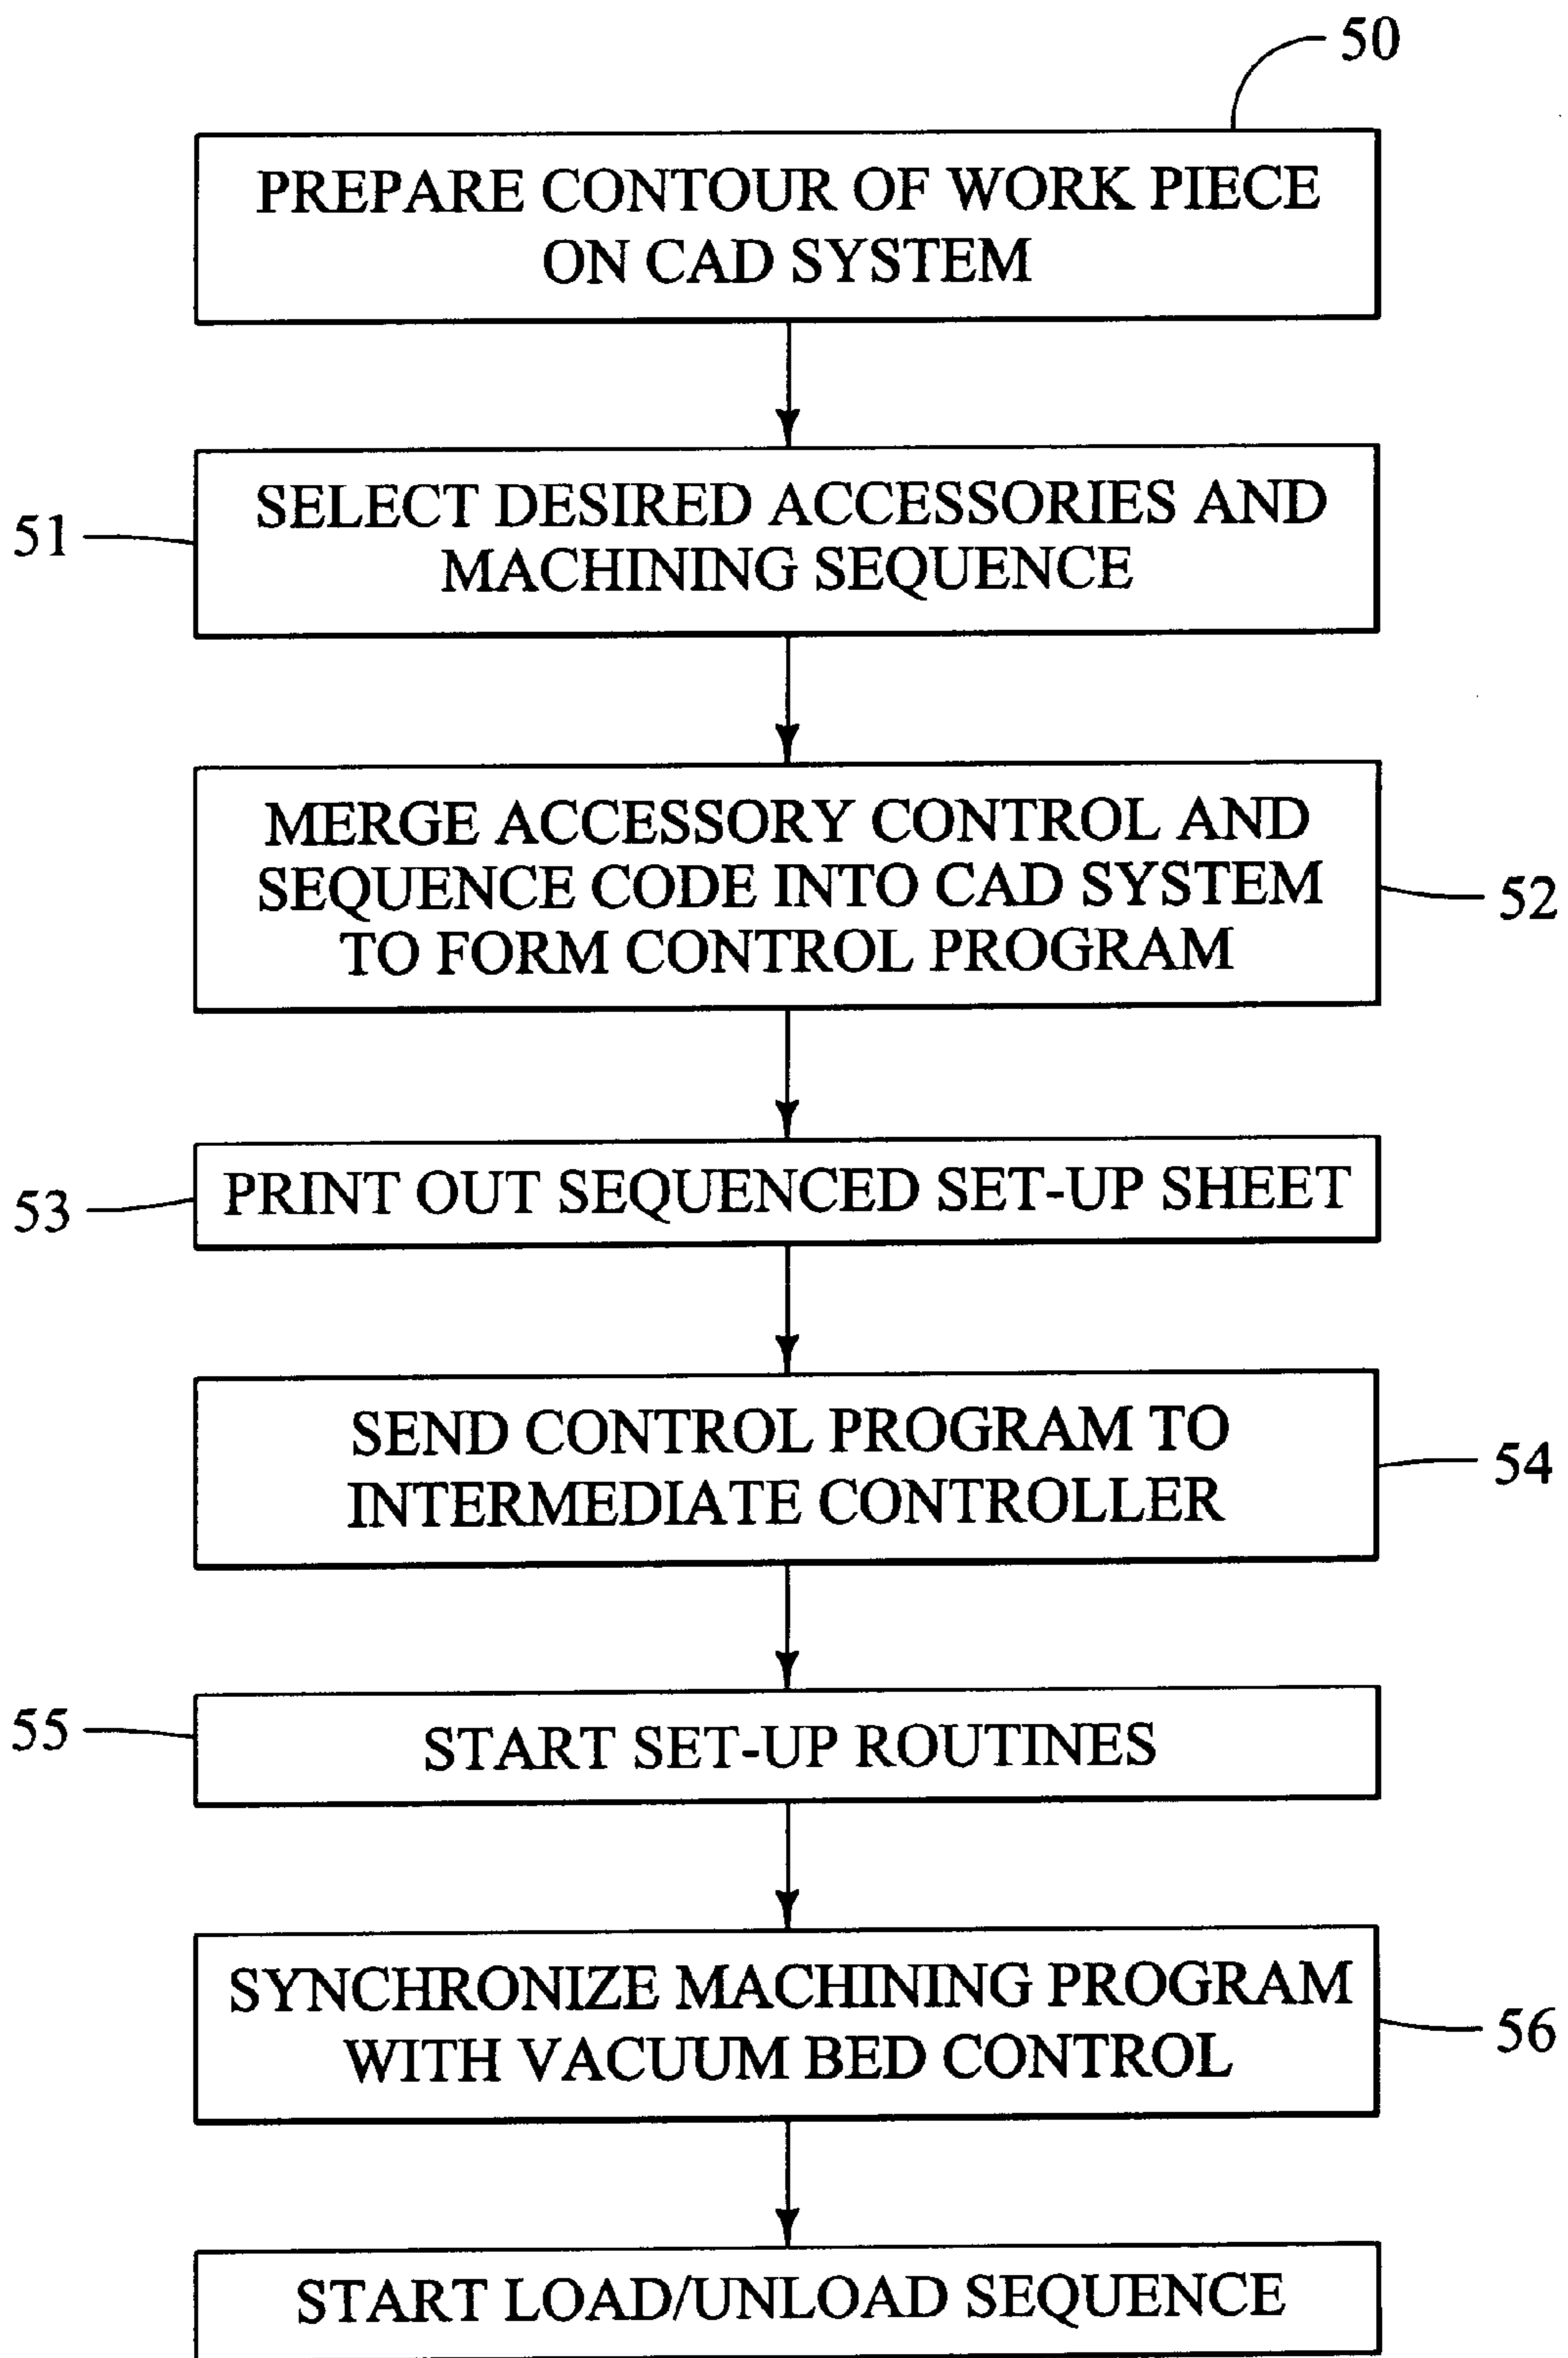 50
PREPARE CONTOUR OF WORK PIECE
ON CAD SYSTEM
51
SELECT DESIRED ACCESSORIES AND
MACHINING SEQUENCE
MERGE ACCESSORY CONTROL AND
SEQUENCE CODE INTO CAD SYSTEM
TO FORM CONTROL PROGRAM
52
53
PRINT OUT SEQUENCED SET-UP SHEET
SEND CONTROL PROGRAM TO
INTERMEDIATE CONTROLLER
54
55
START SET-UP ROUTINES
SYNCHRONIZE MACHINING PROGRAM
WITH VACUUM BED CONTROL
56
START LOAD/UNLOAD SEQUENCE